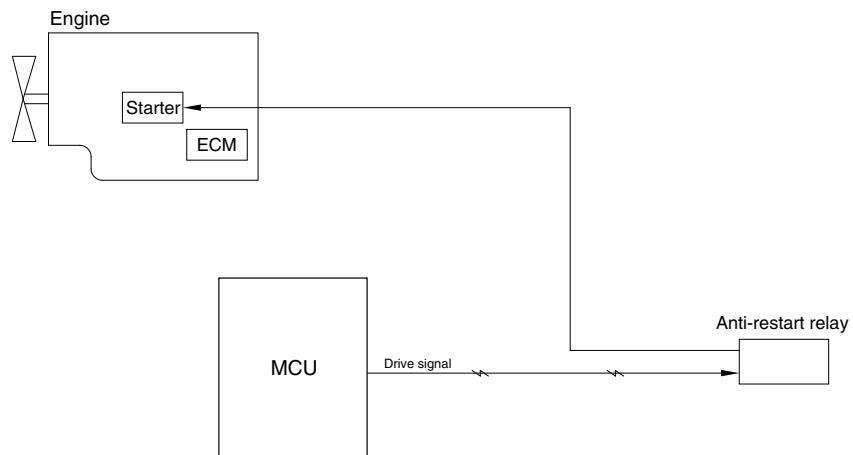 Engine
Starter
ECM
Anti-restart relay
MCU
Drive signal